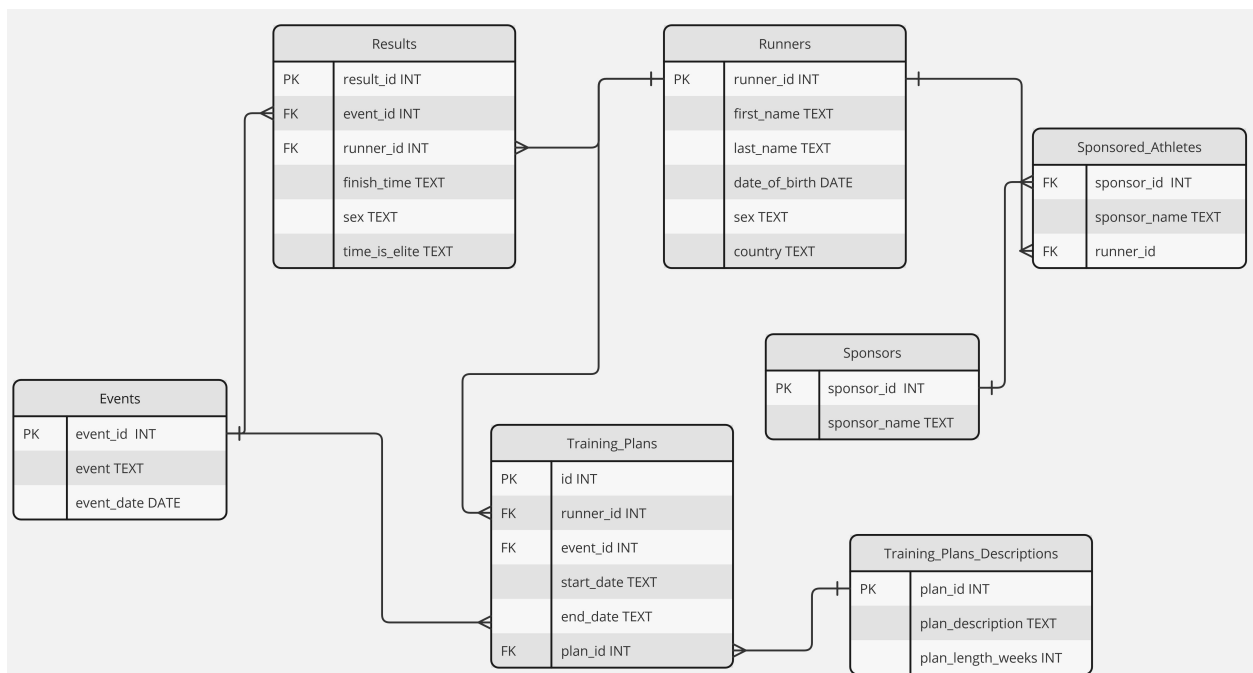 Results
PK result_id INT
FK event_id INT
FK runner_id INT
finish_time TEXT
sex TEXT
time_is_elite TEXT
Runners
PK runner_id INT
first_name TEXT
last_name TEXT
date_of_birth DATE
sex TEXT
country TEXT
Sponsored_Athletes
FK sponsor_id INT
sponsor_name TEXT
FK runner_id
Sponsors
PK sponsor_id INT
sponsor_name TEXT
Events
PK event_id INT
event TEXT
event_date DATE
Training_Plans
PK id INT
FK runner_id INT
FK event_id INT
start_date TEXT
end_date TEXT
FK plan_id INT
Training_Plans_Descriptions
PK plan_id INT
plan_description TEXT
plan_length_weeks INT